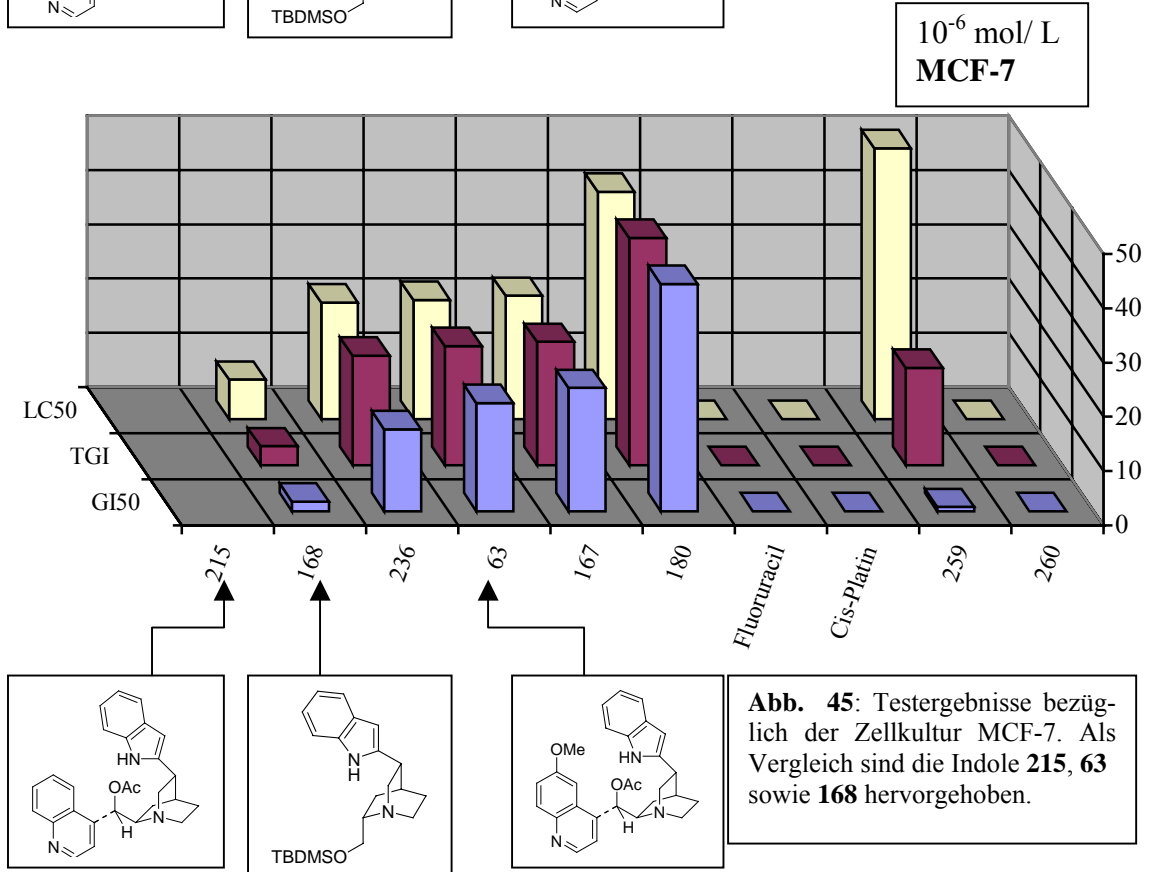 N
TBDMSO
N
10⁻⁶ mol/ L
MCF-7
50
40
30
20
10
0
LC50
TGI
GI50
215
168
236
63
167
180
Fluoruracil
Cis-Platin
259
260
HN
OAc
N
H
N
N
H
N
TBDMSO
HN
OMe
OAc
N
H
N
Abb. 45: Testergebnisse bezüg-
lich der Zellkultur MCF-7. Als
Vergleich sind die Indole 215, 63
sowie 168 hervorgehoben.